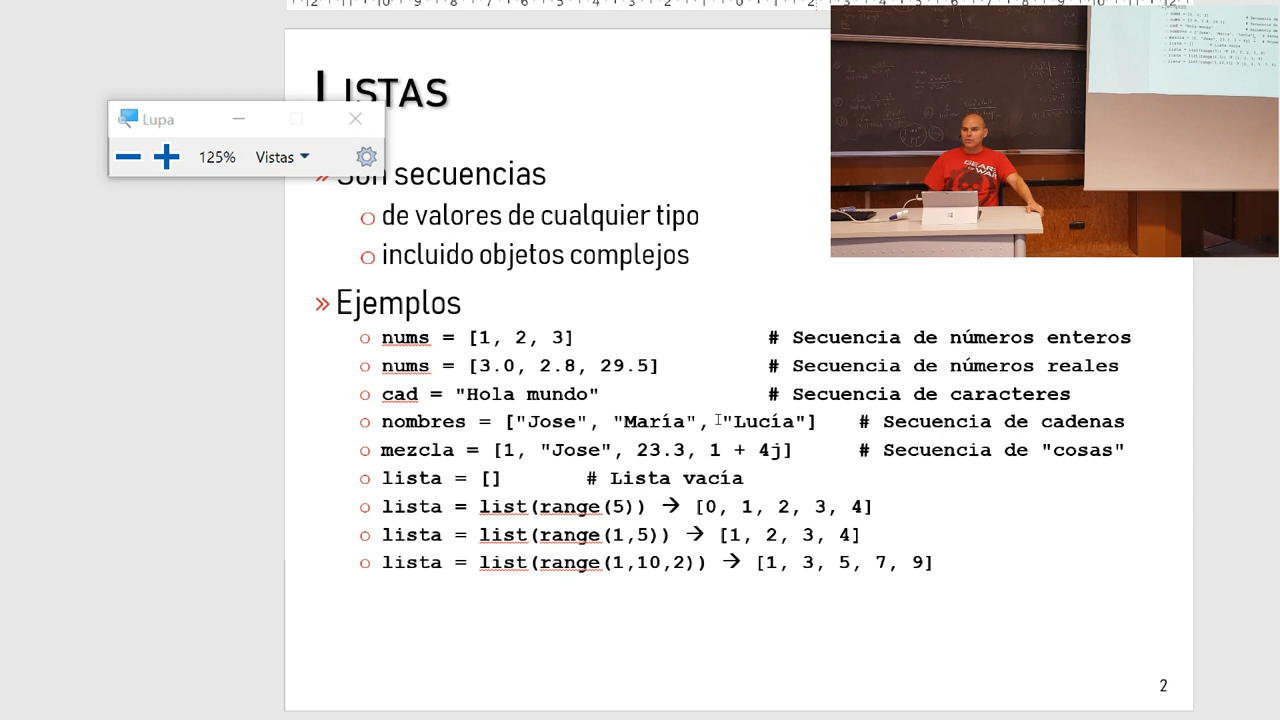 LISTAS
Lupa
125% Vistas
» Son secuencias
o de valores de cualquier tipo
o incluido objetos complejos
» Ejemplos
o nums = [1, 2, 3] # Secuencia de números enteros
o nums = [3.0, 2.8, 29.5] # Secuencia de números reales
o cad = "Hola mundo" # Secuencia de caracteres
o nombres = ["Jose", "María", "Lucía"] # Secuencia de cadenas
o mezcla = [1, "Jose", 23.3, 1 + 4j] # Secuencia de "cosas"
o lista = [] # Lista vacía
o lista = list(range(5)) → [0, 1, 2, 3, 4]
o lista = list(range(1,5)) → [1, 2, 3, 4]
o lista = list(range(1,10,2)) → [1, 3, 5, 7, 9]
2
GEARS
OF WAR